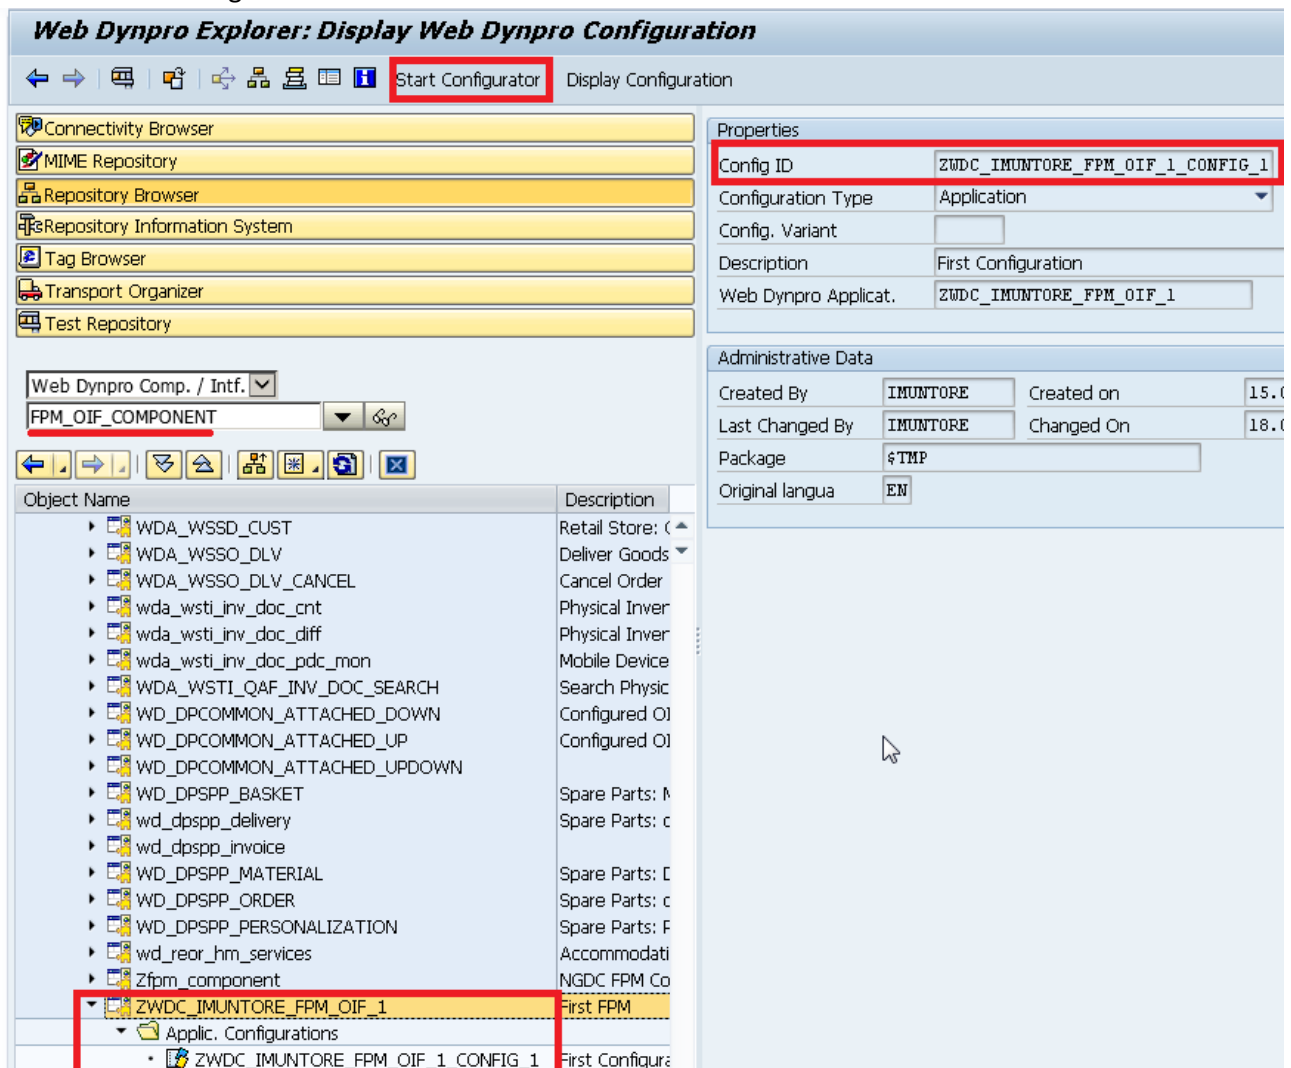 Web Dynpro Explorer: Display Web Dynpro Configuration
Start Configurator Display Configuration
Connectivity Browser
MIME Repository
Repository Browser
Repository Information System
Tag Browser
Transport Organizer
Test Repository
Web Dynpro Comp. / Intf.
FPM_OIF_COMPONENT
Object Name Description
WDA_WSSD_CUST Retail Store:
WDA_WSSO_DLV Deliver Goods
WDA_WSSO_DLV_CANCEL Cancel Order
wda_wsti_inv_doc_cnt Physical Inver
wda_wsti_inv_doc_diff Physical Inver
wda_wsti_inv_doc_pdc_mon Mobile Device
WDA_WSTI_QAF_INV_DOC_SEARCH Search Physic
WD_DPCOMMON_ATTACHED_DOWN Configured OI
WD_DPCOMMON_ATTACHED_UP Configured OI
WD_DPCOMMON_ATTACHED_UPDOWN
WD_DPSPP_BASKET Spare Parts:
wd_dpspp_delivery Spare Parts:
wd_dpspp_invoice
WD_DPSPP_MATERIAL Spare Parts:
WD_DPSPP_ORDER Spare Parts:
WD_DPSPP_PERSONALIZATION Spare Parts:
wd_reor_hm_services Accommodati
Zfpm_component NGDC FPM Co
ZWDC_IMUNTORE_FPM_OIF_1 First FPM
Applic. Configurations
ZWDC_IMUNTORE_FPM_OIF_1_CONFIG_1 First Configura
Properties
Config ID ZWDC_IMUNTORE_FPM_OIF_1_CONFIG_1
Configuration Type Application
Config. Variant
Description First Configuration
Web Dynpro Applicat. ZWDC_IMUNTORE_FPM_OIF_1
Administrative Data
Created By IMUNTORE Created on 15.
Last Changed By IMUNTORE Changed On 18.
Package $TMP
Original langua EN